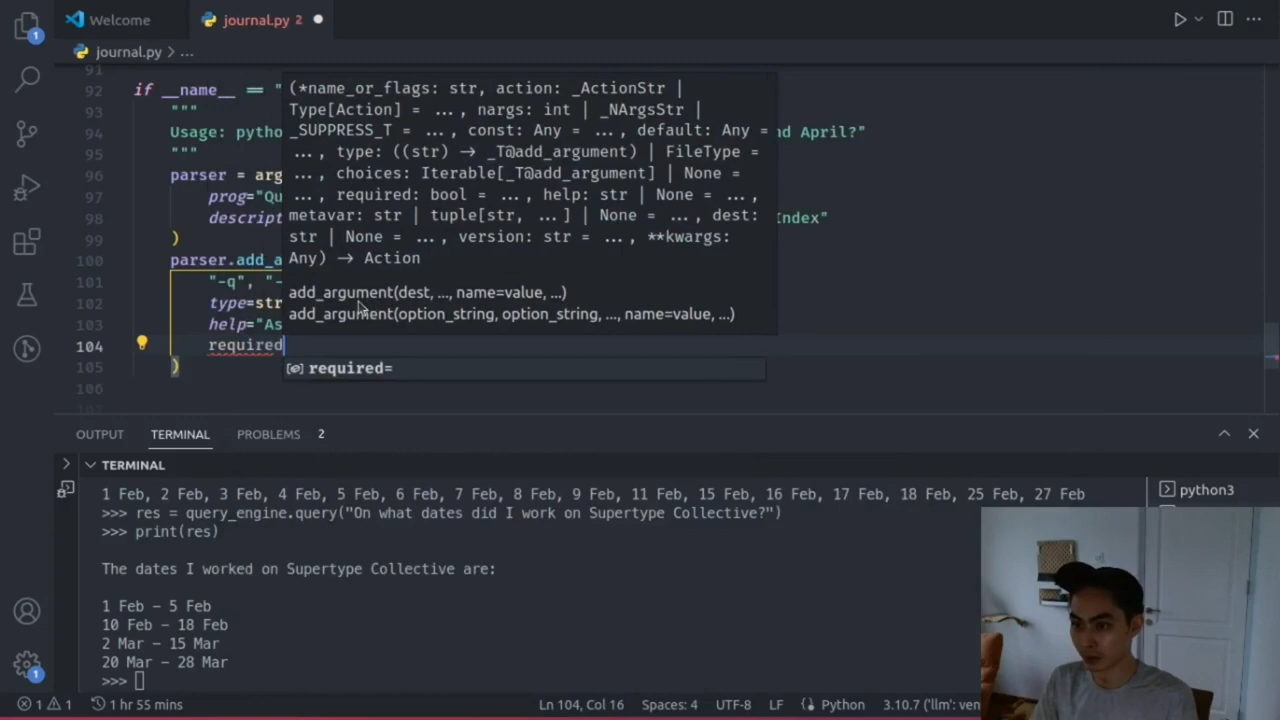 Welcome
journal.py 2
journal.py > ...
91
92 if __name__ == "
93 """
94 Usage: pytho nd April?"
95 """
96 parser = arg
97 prog="Qu
98 descript Index"
99 )
100 parser.add_a
101 "-q", "-
102 type=str
103 help="As
104 required
105 )
106
107
(*name_or_flags: str, action: _ActionStr |
Type[Action] = ..., nargs: int | _NArgsStr |
_SUPPRESS_T = ..., const: Any = ..., default: Any =
..., type: ((str) → _T@add_argument) | FileType =
..., choices: Iterable[_T@add_argument] | None =
..., required: bool = ..., help: str | None = ...,
metavar: str | tuple[str, ...] | None = ..., dest:
str | None = ..., version: str = ..., **kwargs:
Any) → Action
add_argument(dest, ..., name=value, ...)
add_argument(option_string, option_string, ..., name=value, ...)
required=
OUTPUT TERMINAL PROBLEMS 2
TERMINAL
1 Feb, 2 Feb, 3 Feb, 4 Feb, 5 Feb, 6 Feb, 7 Feb, 8 Feb, 9 Feb, 11 Feb, 15 Feb, 16 Feb, 17 Feb, 18 Feb, 25 Feb, 27 Feb
>>> res = query_engine.query("On what dates did I work on Supertype Collective?")
>>> print(res)
The dates I worked on Supertype Collective are:
1 Feb – 5 Feb
10 Feb – 18 Feb
2 Mar – 15 Mar
20 Mar – 28 Mar
>>>
python3
1
1
1 1 1 hr 55 mins Ln 104, Col 16 Spaces: 4 UTF-8 LF Python 3.10.7 ('llm': ven